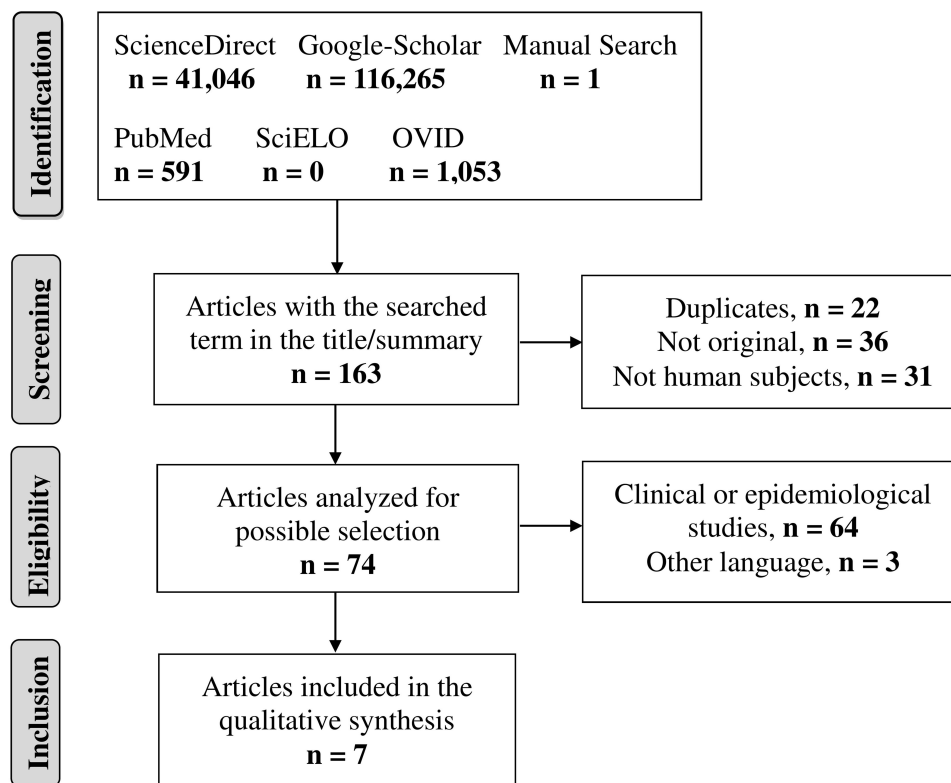 Identification
ScienceDirect Google-Scholar Manual Search
n = 41,046 n = 116,265 n = 1
PubMed SciELO OVID
n = 591 n = 0 n = 1,053
Screening
Articles with the searched
term in the title/summary
n = 163
Duplicates, n = 22
Not original, n = 36
Not human subjects, n = 31
Eligibility
Articles analyzed for
possible selection
n = 74
Clinical or epidemiological
studies, n = 64
Other language, n = 3
Inclusion
Articles included in the
qualitative synthesis
n = 7